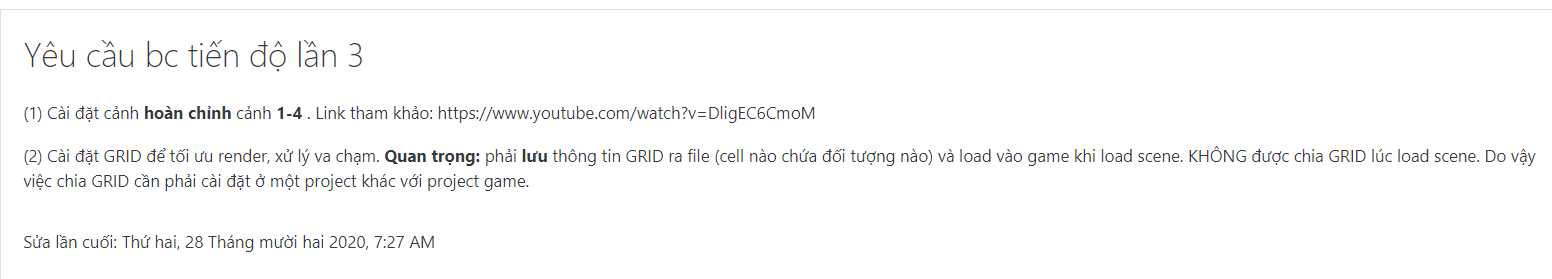 Yêu cầu bc tiến độ lần 3
(1) Cài đặt cảnh hoàn chỉnh cảnh 1-4 . Link tham khảo: https://www.youtube.com/watch?v=DligEC6CmoM
(2) Cài đặt GRID để tối ưu render, xử lý va chạm. Quan trọng: phải lưu thông tin GRID ra file (cell nào chứa đối tượng nào) và load vào game khi load scene. KHÔNG được chia GRID lúc load scene. Do vậy
việc chia GRID cần phải cài đặt ở một project khác với project game.
Sửa lần cuối: Thứ hai, 28 Tháng mười hai 2020, 7:27 AM